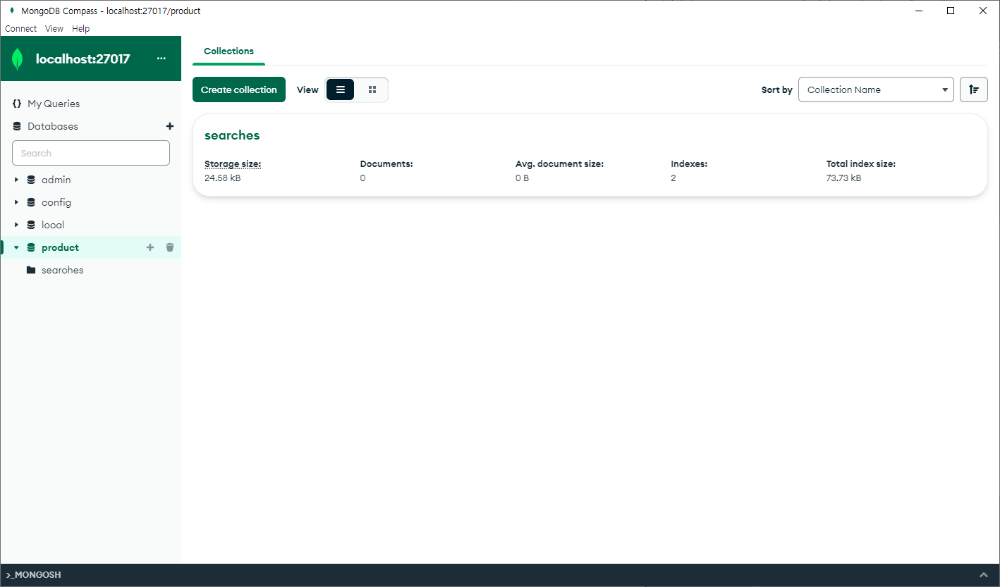 MongoDB Compass - localhost:27017/product
Connect View Help
localhost:27017 ...
Collections
Create collection View Sort by Collection Name
{} My Queries
Databases +
Search
admin
config
local
product +
searches
searches
Storage size: Documents: Avg. document size: Indexes: Total index size:
24.58 kB 0 0 B 2 73.73 kB
>_MONGOSH